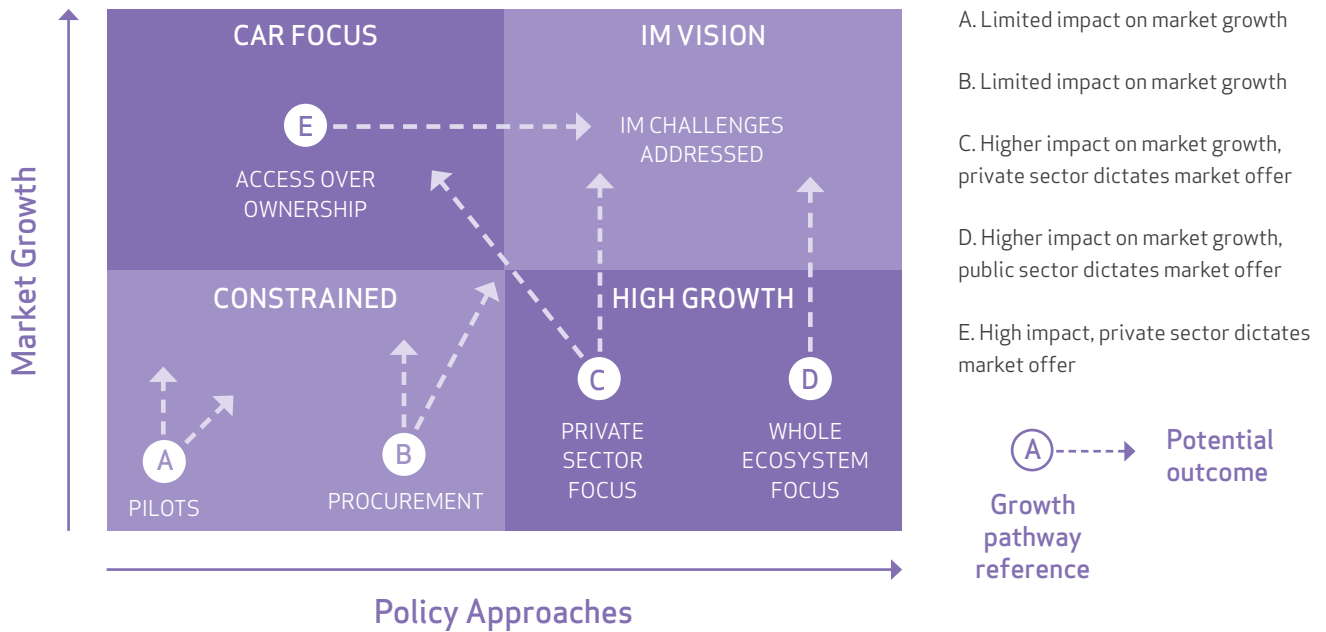 Market Growth
CAR FOCUS
IM VISION
E
IM CHALLENGES
ADDRESSED
ACCESS OVER
OWNERSHIP
CONSTRAINED
HIGH GROWTH
A
PILOTS
B
PROCUREMENT
C
PRIVATE
SECTOR
FOCUS
D
WHOLE
ECOSYSTEM
FOCUS
Policy Approaches
A. Limited impact on market growth
B. Limited impact on market growth
C. Higher impact on market growth,
private sector dictates market offer
D. Higher impact on market growth,
public sector dictates market offer
E. High impact, private sector dictates
market offer
A
Potential
outcome
Growth
pathway
reference